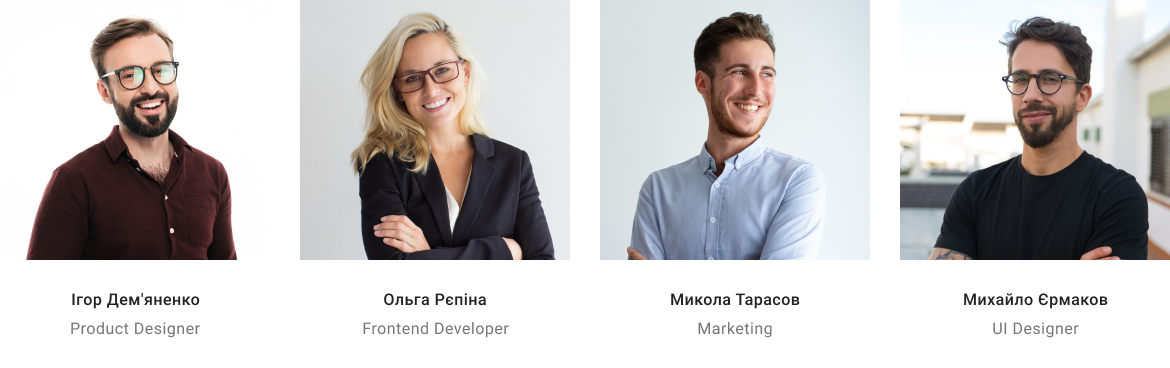 Ігор Дем'яненко
Product Designer
Ольга Рєпіна
Frontend Developer
Микола Тарасов
Marketing
Михайло Єрмаков
UI Designer